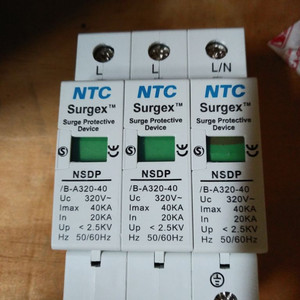 L L L/N
NTC NTC NTC
Surgex™ Surgex™ Surgex™
Surge Protective Surge Protective Surge Protective
Device Device Device
S CE S CE S CE
NSDP NSDP NSDP
/B-A320-40 /B-A320-40 /B-A320-40
Uc 320V~ Uc 320V~ Uc 320V~
Imax 40KA Imax 40KA Imax 40KA
In 20KA In 20KA In 20KA
Up < 2.5KV Up < 2.5KV Up < 2.5KV
Hz 50/60Hz Hz 50/60Hz Hz 50/60Hz